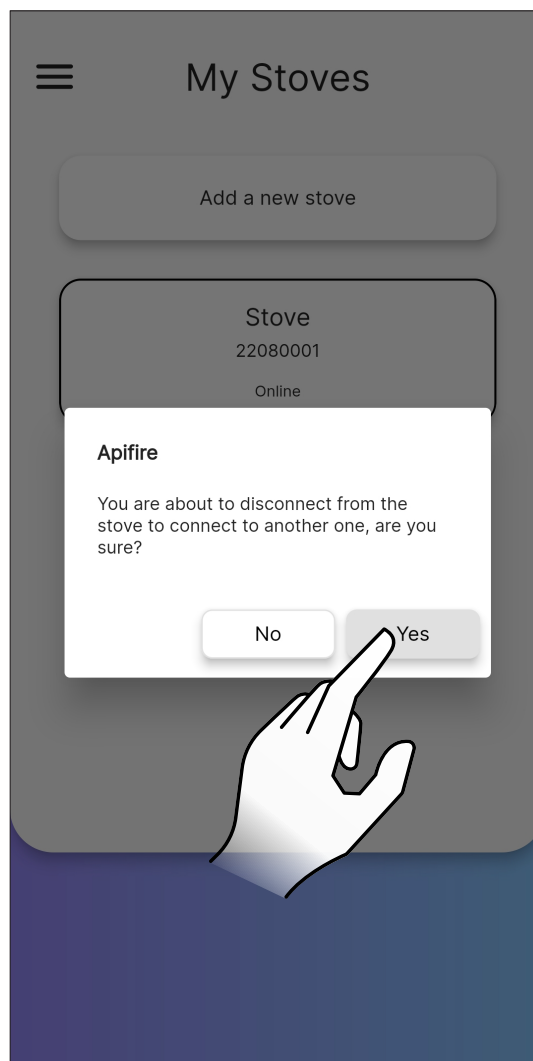 My Stoves
Add a new stove
Stove
22080001
Online
Apifire
You are about to disconnect from the
stove to connect to another one, are you
sure?
No
Yes